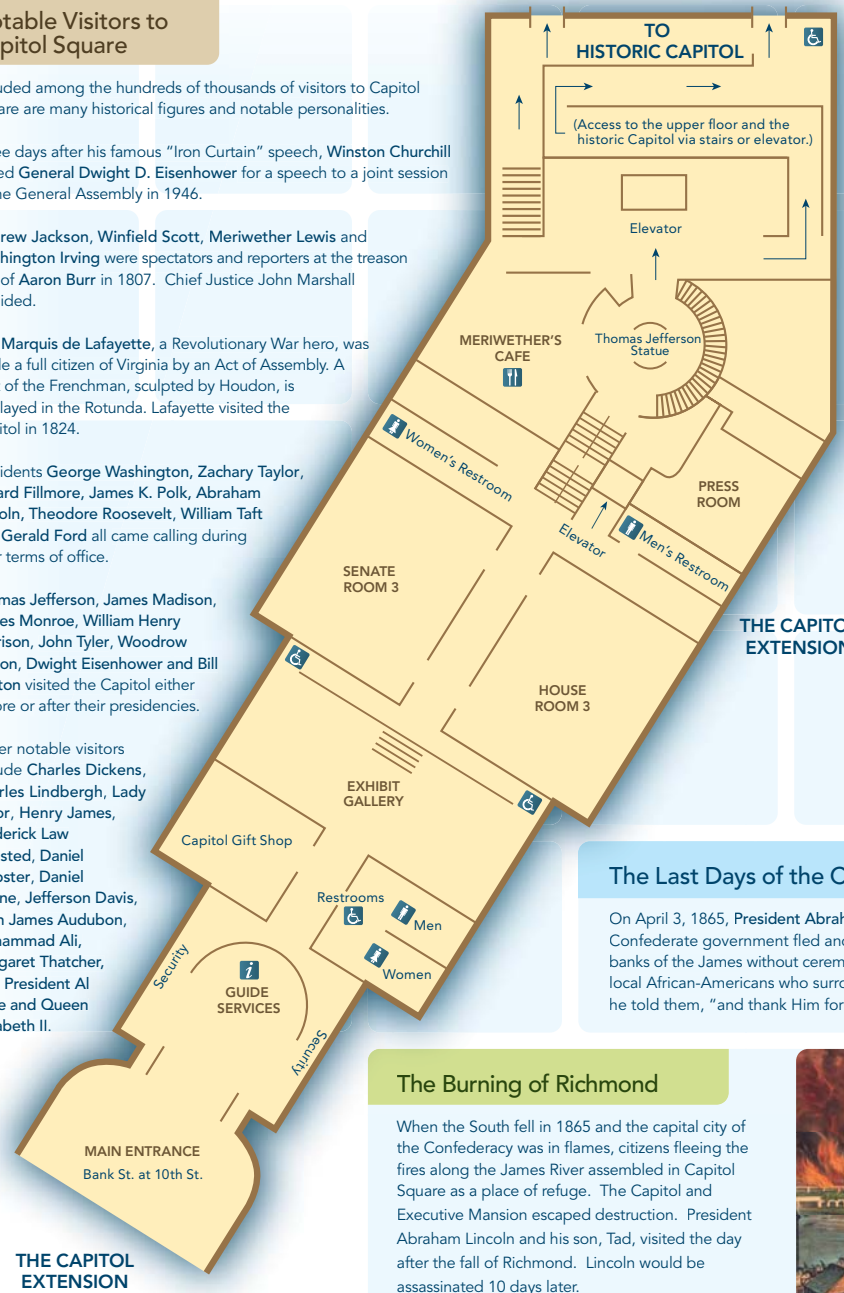 otable Visitors to
pitol Square
uded among the hundreds of thousands of visitors to Capitol
are are many historical figures and notable personalities.
ee days after his famous “Iron Curtain” speech, Winston Churchill
ed General Dwight D. Eisenhower for a speech to a joint session
he General Assembly in 1946.
rew Jackson, Winfield Scott, Meriwether Lewis and
hington Irving were spectators and reporters at the treason
of Aaron Burr in 1807. Chief Justice John Marshall
ided.
Marquis de Lafayette, a Revolutionary War hero, was
de a full citizen of Virginia by an Act of Assembly. A
t of the Frenchman, sculpted by Houdon, is
layed in the Rotunda. Lafayette visited the
itol in 1824.
idents George Washington, Zachary Taylor,
ard Fillmore, James K. Polk, Abraham
oln, Theodore Roosevelt, William Taft
Gerald Ford all came calling during
r terms of office.
mas Jefferson, James Madison,
es Monroe, William Henry
rison, John Tyler, Woodrow
on, Dwight Eisenhower and Bill
ton visited the Capitol either
ore or after their presidencies.
er notable visitors
ude Charles Dickens,
rles Lindbergh, Lady
or, Henry James,
derick Law
sted, Daniel
bster, Daniel
ne, Jefferson Davis,
n James Audubon,
hammad Ali,
garet Thatcher,
President Al
e and Queen
abeth II.
TO
HISTORIC CAPITOL
(Access to the upper floor and the
historic Capitol via stairs or elevator.)
Elevator
MERIWETHER’S
CAFE
Thomas Jefferson
Statue
Women’s Restroom
PRESS
ROOM
Elevator
Men’s Restroom
SENATE
ROOM 3
THE CAPITO
EXTENSION
HOUSE
ROOM 3
EXHIBIT
GALLERY
Capitol Gift Shop
Restrooms
Men
Women
Security
i
GUIDE
SERVICES
Security
MAIN ENTRANCE
Bank St. at 10th St.
THE CAPITOL
EXTENSION
The Last Days of the C
On April 3, 1865, President Abrah
Confederate government fled and
banks of the James without cerem
local African-Americans who surro
he told them, “and thank Him for
The Burning of Richmond
When the South fell in 1865 and the capital city of
the Confederacy was in flames, citizens fleeing the
fires along the James River assembled in Capitol
Square as a place of refuge. The Capitol and
Executive Mansion escaped destruction. President
Abraham Lincoln and his son, Tad, visited the day
after the fall of Richmond. Lincoln would be
assassinated 10 days later.